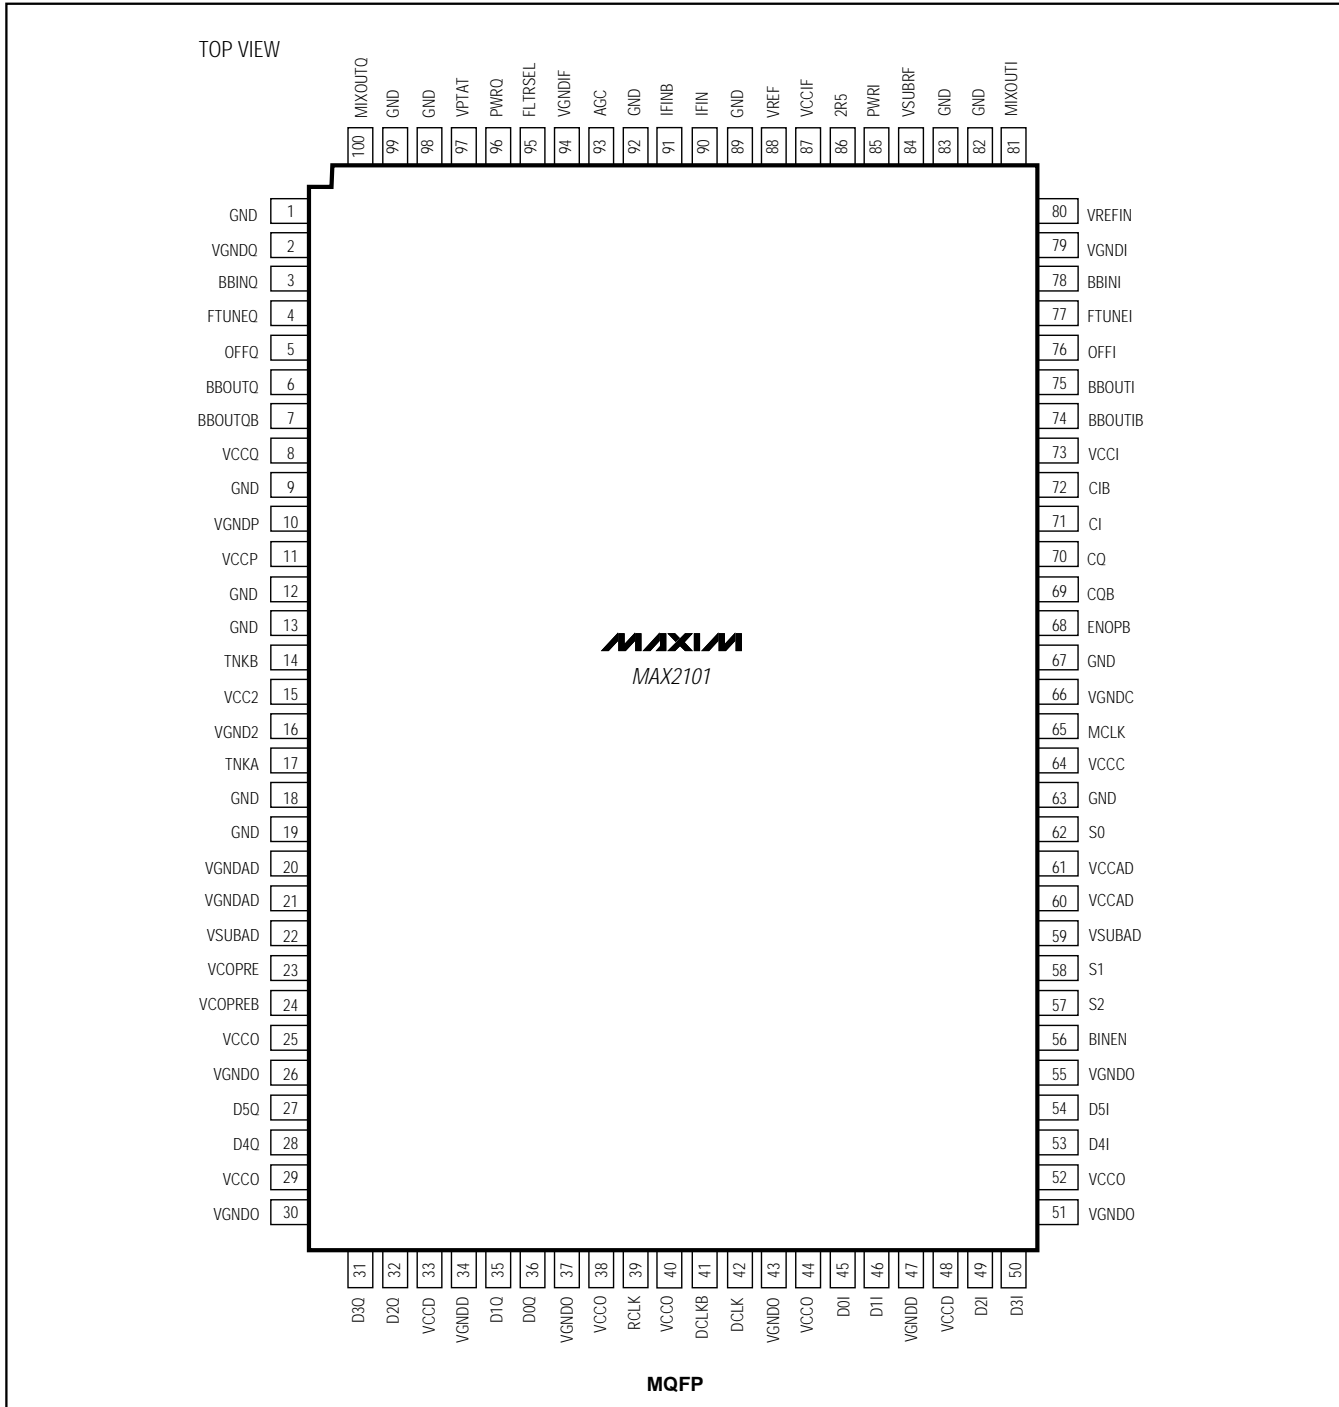 TOP VIEW
MIXOUTQ GND GND VPTAT PWRQ FLTRSEL VGNDIF AGC GND IFINB IFIN GND VREF VCCIF 2R5 PWRI VSUBRF GND GND MIXOUTI
100 99 98 97 96 95 94 93 92 91 90 89 88 87 86 85 84 83 82 81
GND 1 80 VREFIN
VGNDQ 2 79 VGNDI
BBINQ 3 78 BBINI
FTUNEQ 4 77 FTUNEI
OFFQ 5 76 OFFI
BBOUTQ 6 75 BBOUTI
BBOUTQB 7 74 BBOUTIB
VCCQ 8 73 VCCI
GND 9 72 CIB
VGNDP 10 71 CI
VCCP 11 70 CQ
GND 12 69 CQB
GND 13 68 ENOPB
MAXIM
TNKB 14 67 GND
MAX2101
VCC2 15 66 VGNDC
VGND2 16 65 MCLK
TNKA 17 64 VCCC
GND 18 63 GND
GND 19 62 S0
VGNDAD 20 61 VCCAD
VGNDAD 21 60 VCCAD
VSUBAD 22 59 VSUBAD
VCOPRE 23 58 S1
VCOPREB 24 57 S2
VCCO 25 56 BINEN
VGNDO 26 55 VGNDO
D5Q 27 54 D5I
D4Q 28 53 D4I
VCCO 29 52 VCCO
VGNDO 30 51 VGNDO
31 32 33 34 35 36 37 38 39 40 41 42 43 44 45 46 47 48 49 50
D3Q D2Q VCCD VGNDD D1Q D0Q VGNDO VCCO RCLK VCCO DCLKB DCLK VGNDO VCCO D0I D1I VGNDD VCCD D2I D3I
MQFP